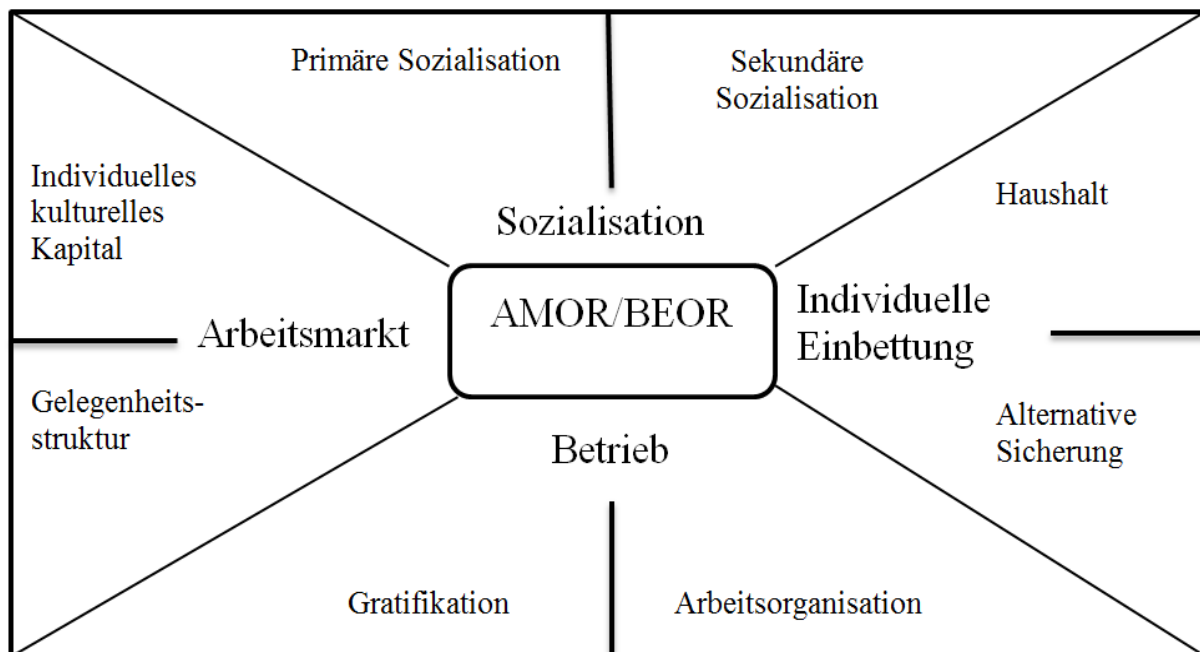 Primäre Sozialisation
Sekundäre
Sozialisation
Individuelles
kulturelles
Kapital
Haushalt
Sozialisation
AMOR/BEOR
Arbeitsmarkt
Individuelle
Einbettung
Gelegenheits-
struktur
Alternative
Sicherung
Betrieb
Gratifikation
Arbeitsorganisation